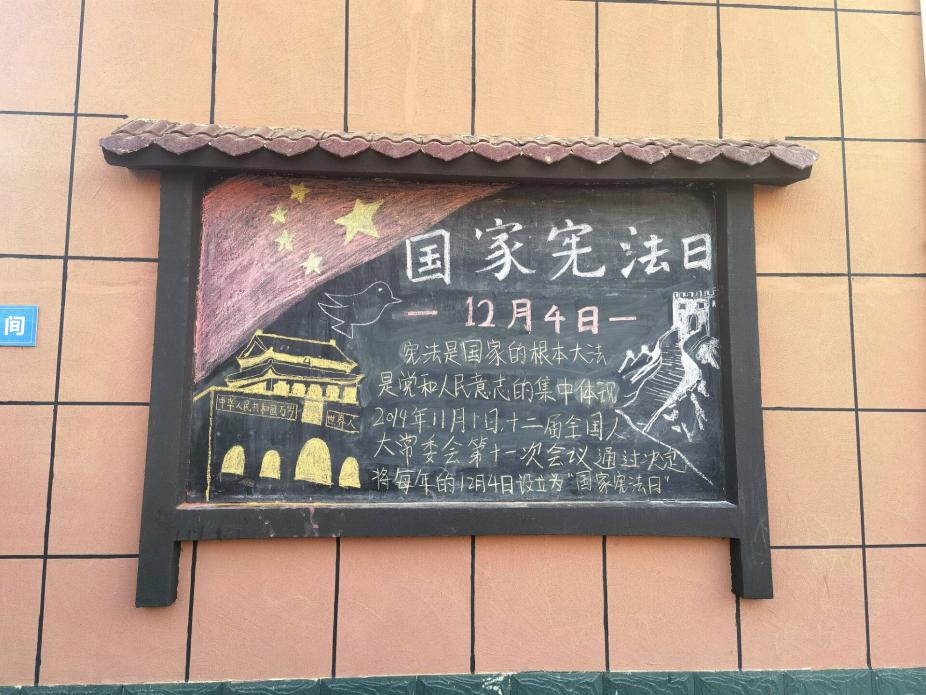 国家宪法日
一 12月4日 一
宪法是国家的根本大法
是党和人民意志的集中体现
2014年11月1日,十二届全国人
大常委会第十一次会议通过决定
将每年的12月4日设立为“国家宪法日”
中华人民共和国万岁
世界人
间